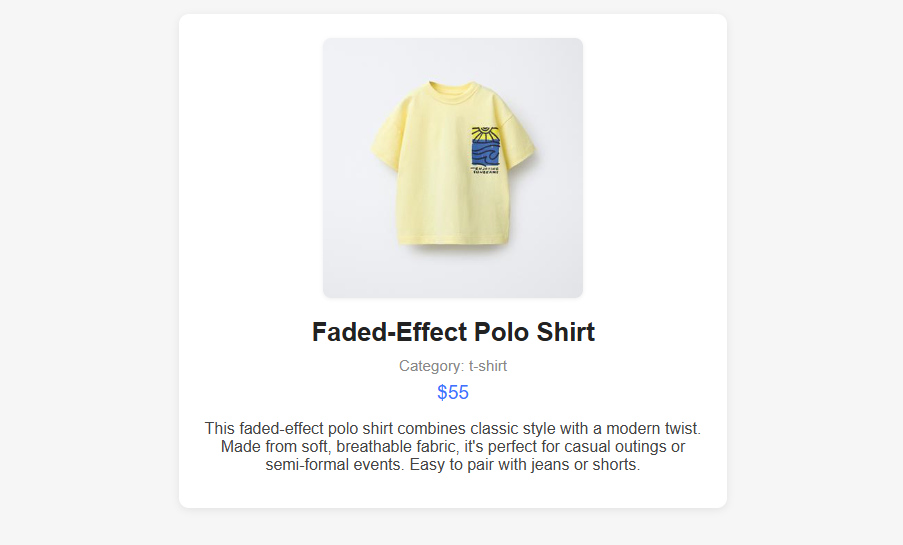 Faded-Effect Polo Shirt
Category: t-shirt
$55
This faded-effect polo shirt combines classic style with a modern twist.
Made from soft, breathable fabric, it's perfect for casual outings or
semi-formal events. Easy to pair with jeans or shorts.